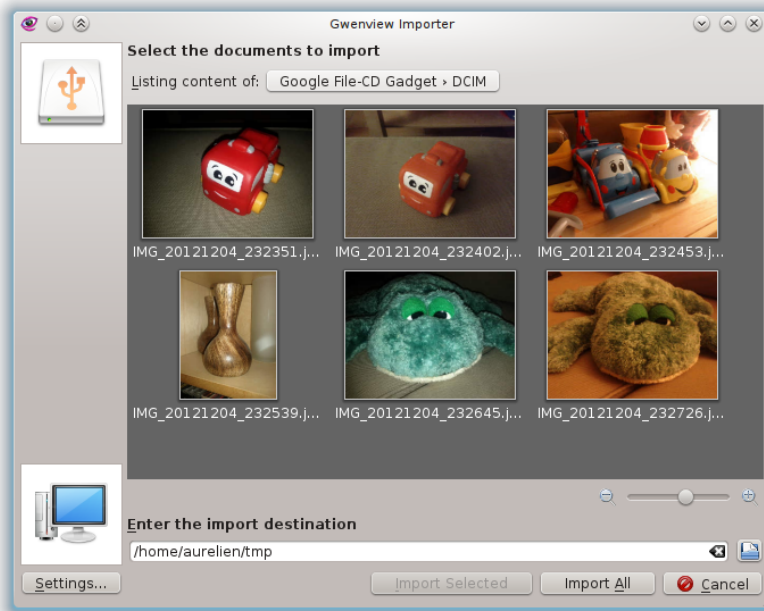 Gwenview Importer
Select the documents to import
Listing content of: Google File-CD Gadget › DCIM
IMG_20121204_232351.j... IMG_20121204_232402.j... IMG_20121204_232453.j...
IMG_20121204_232539.j... IMG_20121204_232645.j... IMG_20121204_232726.j...
Enter the import destination
/home/aurelien/tmp
Settings... Import Selected Import All Cancel